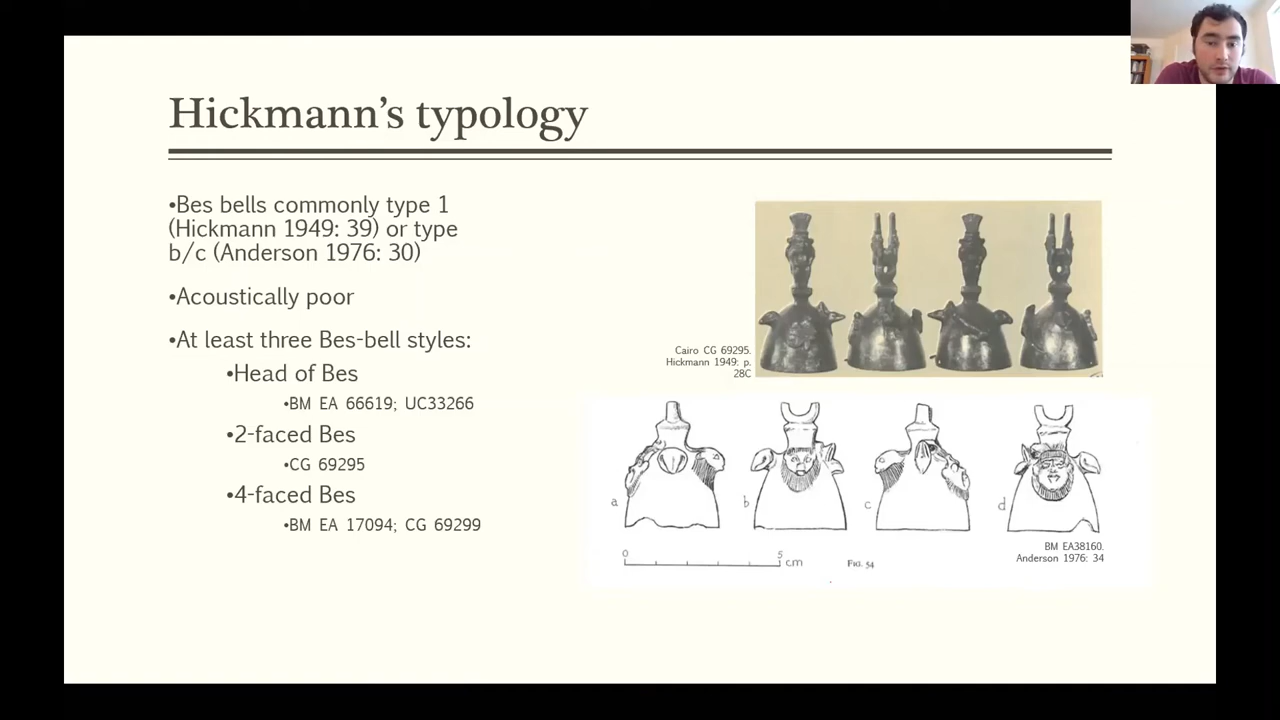 Hickmann's typology
•Bes bells commonly type 1
(Hickmann 1949: 39) or type
b/c (Anderson 1976: 30)
•Acoustically poor
•At least three Bes-bell styles:
•Head of Bes
•BM EA 66619; UC33266
•2-faced Bes
•CG 69295
•4-faced Bes
•BM EA 17094; CG 69299
Cairo CG 69295.
Hickmann 1949: p.
28C
a b c d
BM EA38160.
Anderson 1976: 34
0 5 cm
FIG. 54